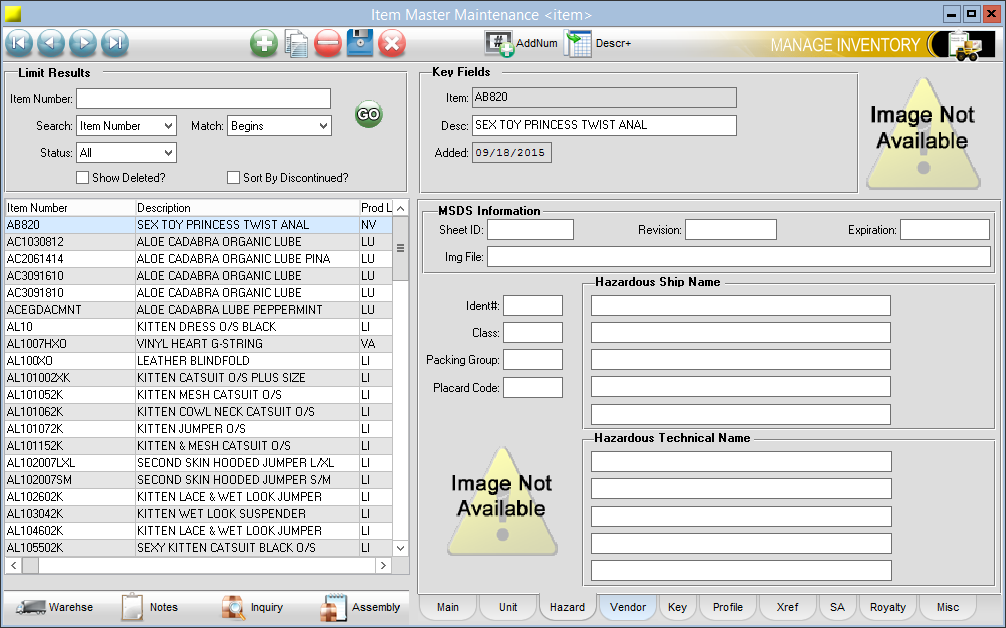 Item Master Maintenance <item>
AddNum Descr+ MANAGE INVENTORY
Limit Results
Item Number:
GO
Search: Item Number Match: Begins
Status: All
Show Deleted? Sort By Discontinued?
Key Fields
Item: AB820
Desc: SEX TOY PRINCESS TWIST ANAL
Added: 09/18/2015
Image Not
Available
Item Number Description Prod L
AB820 SEX TOY PRINCESS TWIST ANAL NV
AC1030812 ALOE CADABRA ORGANIC LUBE LU
AC2061414 ALOE CADABRA ORGANIC LUBE PINA LU
AC3091610 ALOE CADABRA ORGANIC LUBE LU
AC3091810 ALOE CADABRA ORGANIC LUBE LU
ACEGDACMNT ALOE CADABRA LUBE PEPPERMINT LU
AL10 KITTEN DRESS O/S BLACK LI
AL1007HXO VINYL HEART G-STRING VA
AL100XO LEATHER BLINDFOLD LI
AL101002XK KITTEN CATSUIT O/S PLUS SIZE LI
AL101052K KITTEN MESH CATSUIT O/S LI
AL101062K KITTEN COWL NECK CATSUIT O/S LI
AL101072K KITTEN JUMPER O/S LI
AL101152K KITTEN & MESH CATSUIT O/S LI
AL102007LXL SECOND SKIN HOODED JUMPER L/XL LI
AL102007SM SECOND SKIN HOODED JUMPER S/M LI
AL102602K KITTEN LACE & WET LOOK JUMPER LI
AL103042K KITTEN WET LOOK SUSPENDER LI
AL104602K KITTEN LACE & WET LOOK JUMPER LI
AL105502K SEXY KITTEN CATSUIT BLACK O/S LI
MSDS Information
Sheet ID: Revision: Expiration:
Img File:
Ident#:
Class:
Packing Group:
Placard Code:
Hazardous Ship Name
Hazardous Technical Name
Image Not
Available
Warehse Notes Inquiry Assembly
Main Unit Hazard Vendor Key Profile Xref SA Royalty Misc